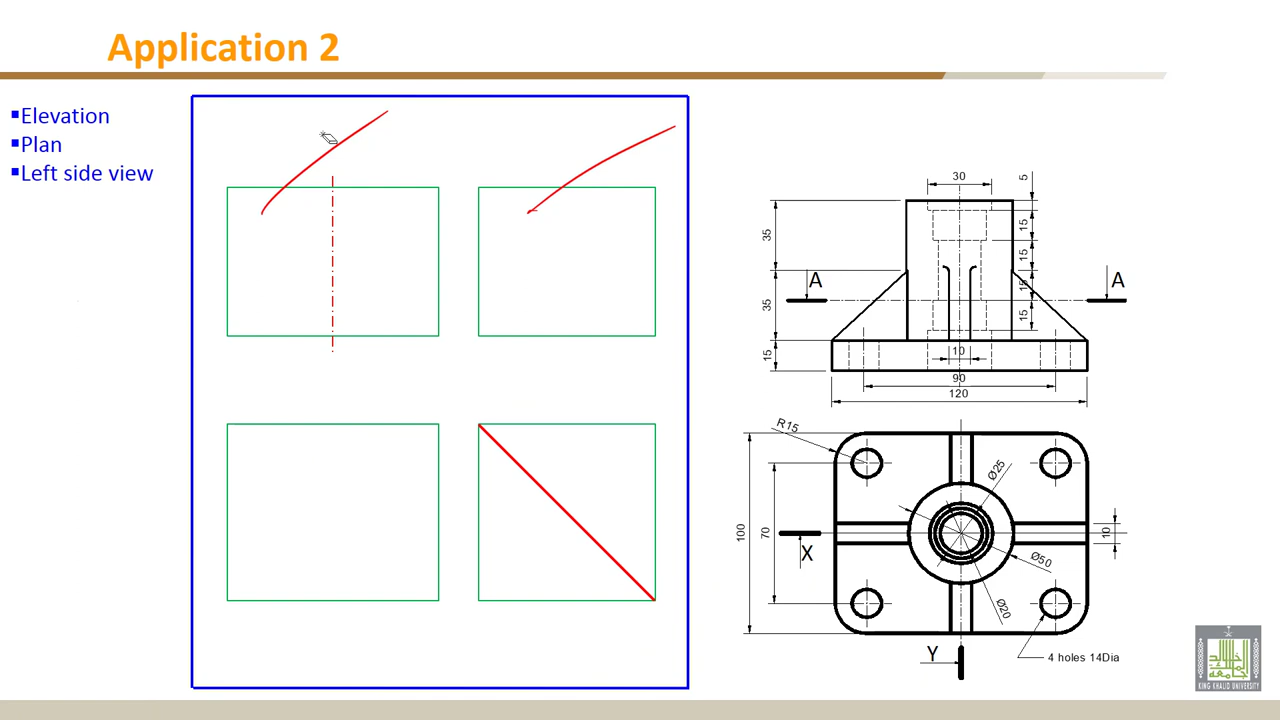 Application 2
▪Elevation
▪Plan
▪Left side view
30
5
35
15
15
A
A
15
35
15
15
10
90
120
R15
Ø25
100
70
10
X
Ø50
Ø20
Y
4 holes 14Dia
KING KHALID UNIVERSITY